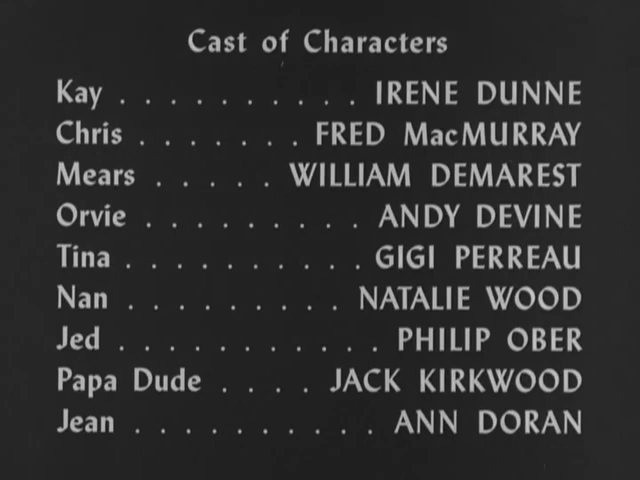 Cast of Characters
Kay . . . . . . . . . . IRENE DUNNE
Chris . . . . . . . FRED MacMURRAY
Mears . . . . . WILLIAM DEMAREST
Orvie . . . . . . . . . ANDY DEVINE
Tina . . . . . . . . . . GIGI PERREAU
Nan . . . . . . . . . NATALIE WOOD
Jed . . . . . . . . . . . PHILIP OBER
Papa Dude . . . . JACK KIRKWOOD
Jean . . . . . . . . . . ANN DORAN